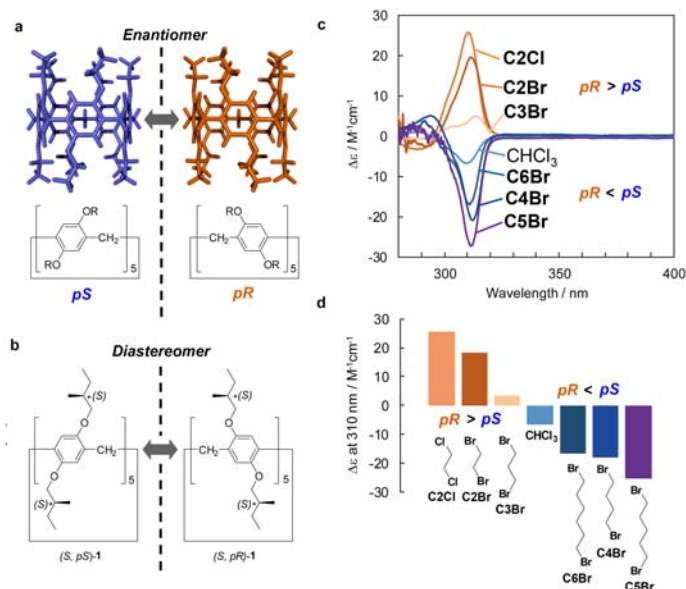 a
Enantiomer
OR
CH2
RO
5
pS
RO
CH2
OR
5
pR
b
Diastereomer
(S)
O
CH2
O
5
(S)
(S, pS)-1
(S)
O
CH2
O
5
(S)
(S, pR)-1
c
Δε / M-1cm-1
30
20
10
0
-10
-20
-30
C2Cl
C2Br
C3Br
pR > pS
CHCl3
C6Br
C4Br
C5Br
pR < pS
310 350 400
Wavelength / nm
d
Δε at 310 nm / M-1cm-1
30
20
10
0
-10
-20
-30
pR < pS
pR > pS
CHCl3
Cl
Cl
C2Cl
Br
Br
C2Br
Br
Br
C3Br
Br
Br
C6Br
Br
Br
C4Br
Br
Br
C5Br